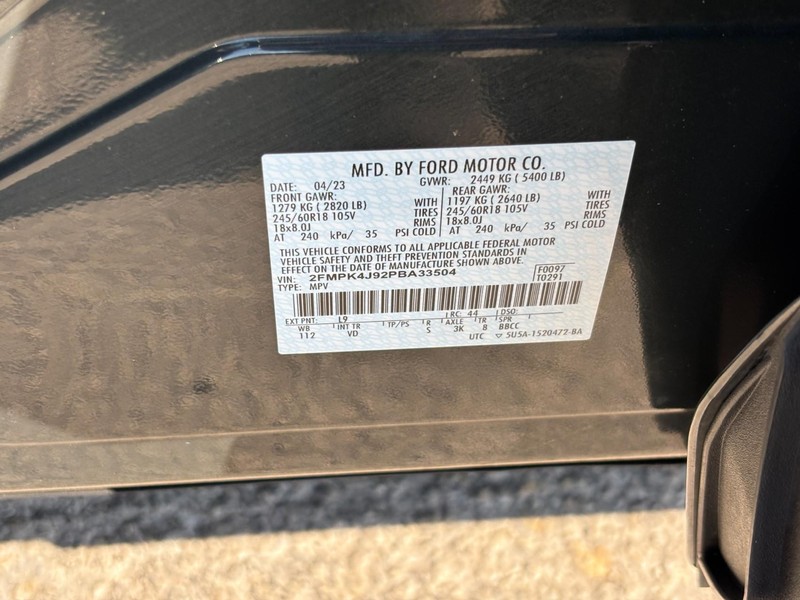 MFD. BY FORD MOTOR CO.
DATE: 04/23 GVWR: 2449 KG ( 5400 LB)
FRONT GAWR: REAR GAWR:
1279 KG ( 2820 LB) WITH 1197 KG ( 2640 LB) WITH
245/60R18 105V TIRES 245/60R18 105V TIRES
18x8.0J RIMS 18x8.0J RIMS
AT 240 kPa/ 35 PSI COLD AT 240 kPa/ 35 PSI COLD
THIS VEHICLE CONFORMS TO ALL APPLICABLE FEDERAL MOTOR
VEHICLE SAFETY AND THEFT PREVENTION STANDARDS IN
EFFECT ON THE DATE OF MANUFACTURE SHOWN ABOVE.
VIN: 2FMPK4J92PBA33504 F0097
TYPE: MPV T0291
EXT PNT: L9 RC: 44 DSO:
WB INT TR TP/PS R AXLE TR SPR
112 VD S 3K 8 BBCC
UTC 5U5A-1520472-BA